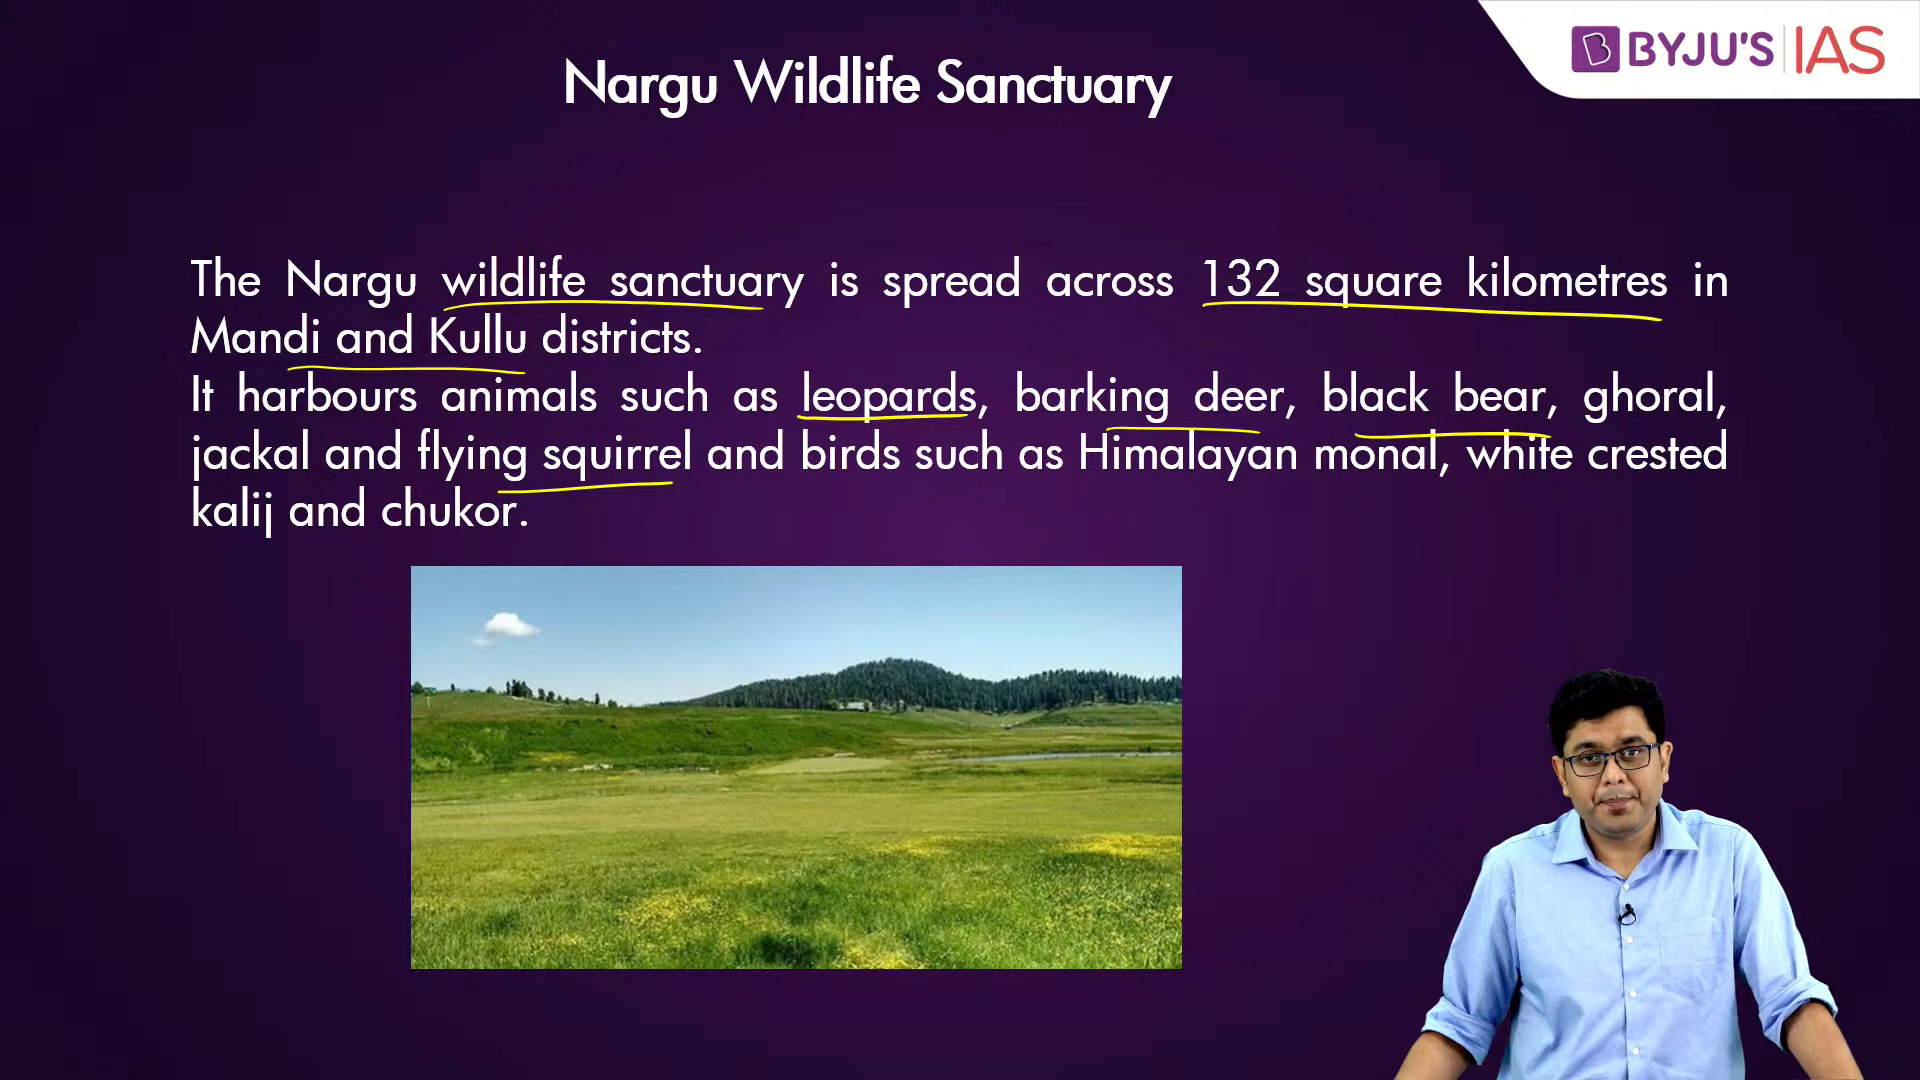 Nargu Wildlife Sanctuary
BYJU'S IAS
The Nargu wildlife sanctuary is spread across 132 square kilometres in
Mandi and Kullu districts.
It harbours animals such as leopards, barking deer, black bear, ghoral,
jackal and flying squirrel and birds such as Himalayan monal, white crested
kalij and chukor.